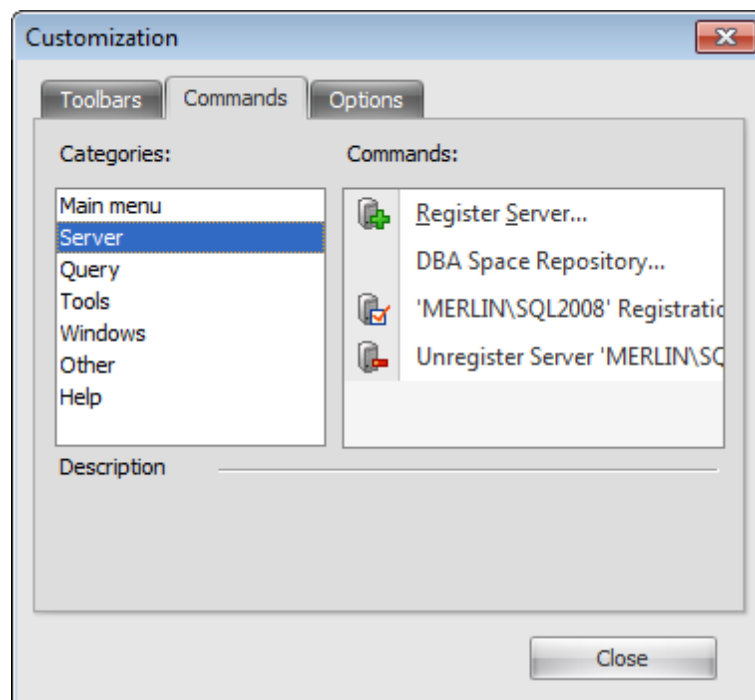 Customization
Toolbars Commands Options
Categories: Commands:
Main menu
Server
Query
Tools
Windows
Other
Help
Register Server...
DBA Space Repository...
'MERLIN\SQL2008' Registratio
Unregister Server 'MERLIN\SQ
Description
Close